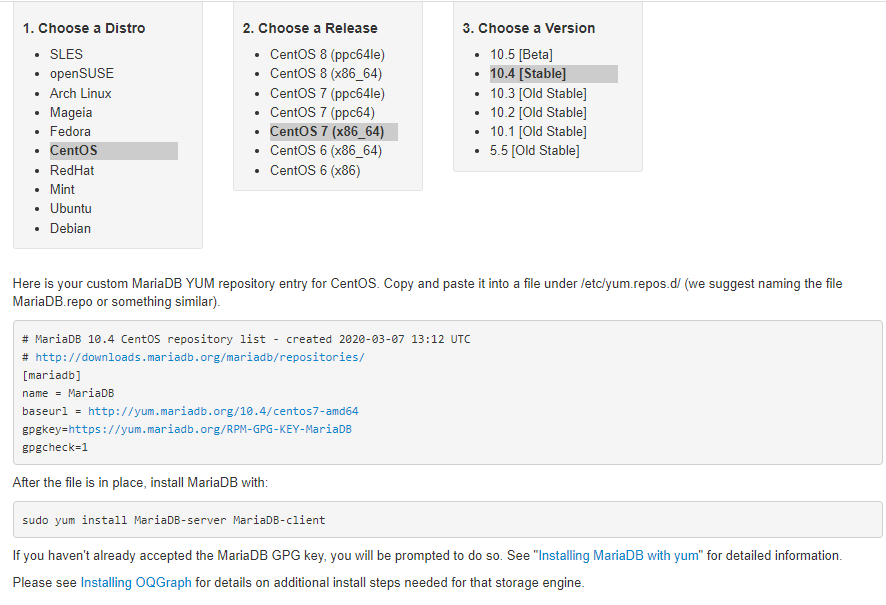 1. Choose a Distro
SLES
openSUSE
Arch Linux
Mageia
Fedora
CentOS
RedHat
Mint
Ubuntu
Debian
2. Choose a Release
CentOS 8 (ppc64le)
CentOS 8 (x86_64)
CentOS 7 (ppc64le)
CentOS 7 (ppc64)
CentOS 7 (x86_64)
CentOS 6 (x86_64)
CentOS 6 (x86)
3. Choose a Version
10.5 [Beta]
10.4 [Stable]
10.3 [Old Stable]
10.2 [Old Stable]
10.1 [Old Stable]
5.5 [Old Stable]
Here is your custom MariaDB YUM repository entry for CentOS. Copy and paste it into a file under /etc/yum.repos.d/ (we suggest naming the file
MariaDB.repo or something similar).
# MariaDB 10.4 CentOS repository list - created 2020-03-07 13:12 UTC
# http://downloads.mariadb.org/mariadb/repositories/
[mariadb]
name = MariaDB
baseurl = http://yum.mariadb.org/10.4/centos7-amd64
gpgkey=https://yum.mariadb.org/RPM-GPG-KEY-MariaDB
gpgcheck=1
After the file is in place, install MariaDB with:
sudo yum install MariaDB-server MariaDB-client
If you haven't already accepted the MariaDB GPG key, you will be prompted to do so. See "Installing MariaDB with yum" for detailed information.
Please see Installing OQGraph for details on additional install steps needed for that storage engine.